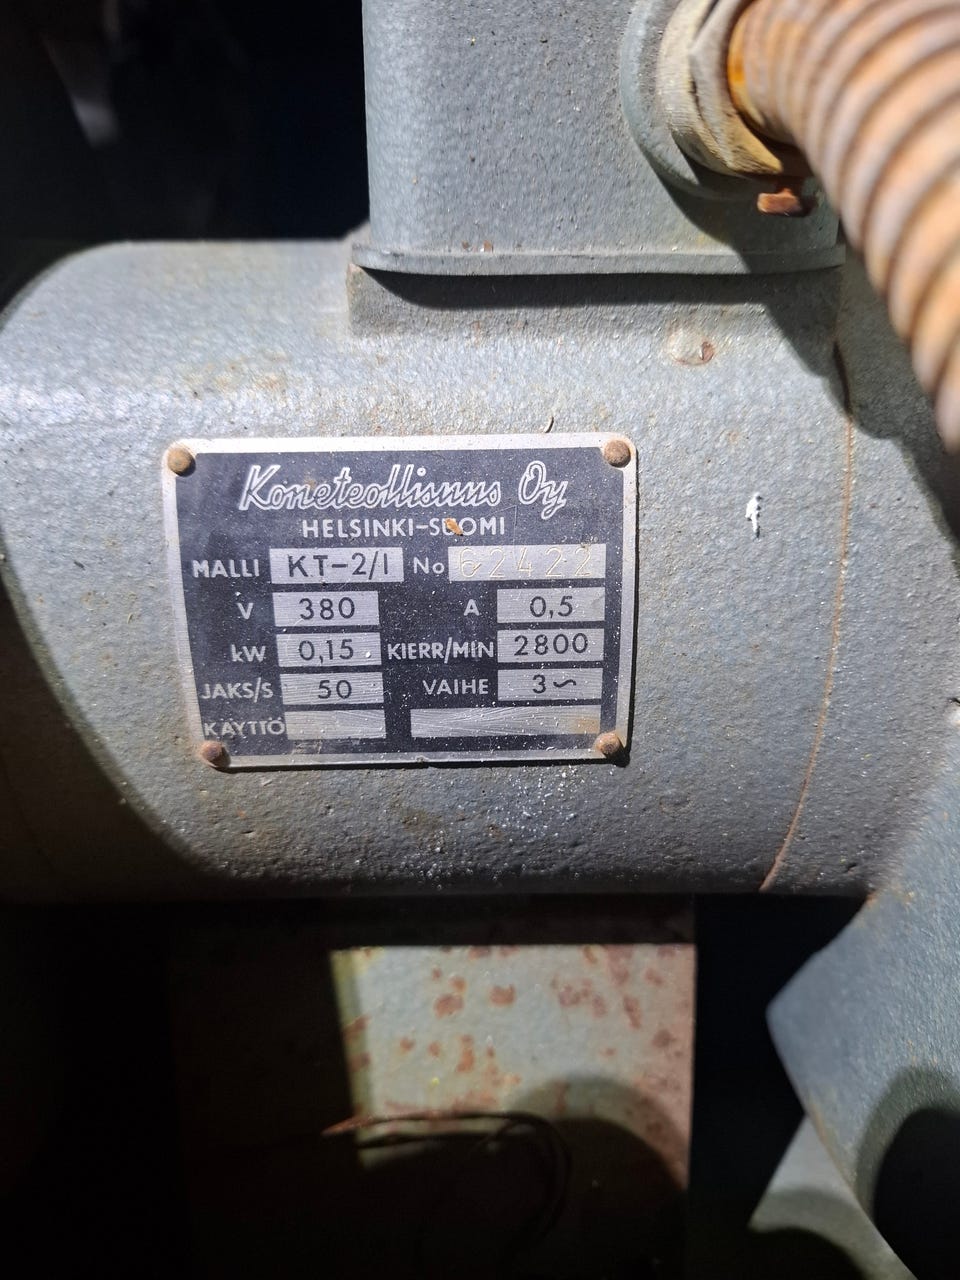 Koneteollisuus Oy
HELSINKI-SUOMI
MALLI KT-2/1 No 62422
V 380 A 0,5
kW 0,15 KIERR/MIN 2800
JAKS/S 50 VAIHE 3~
KÄYTTÖ